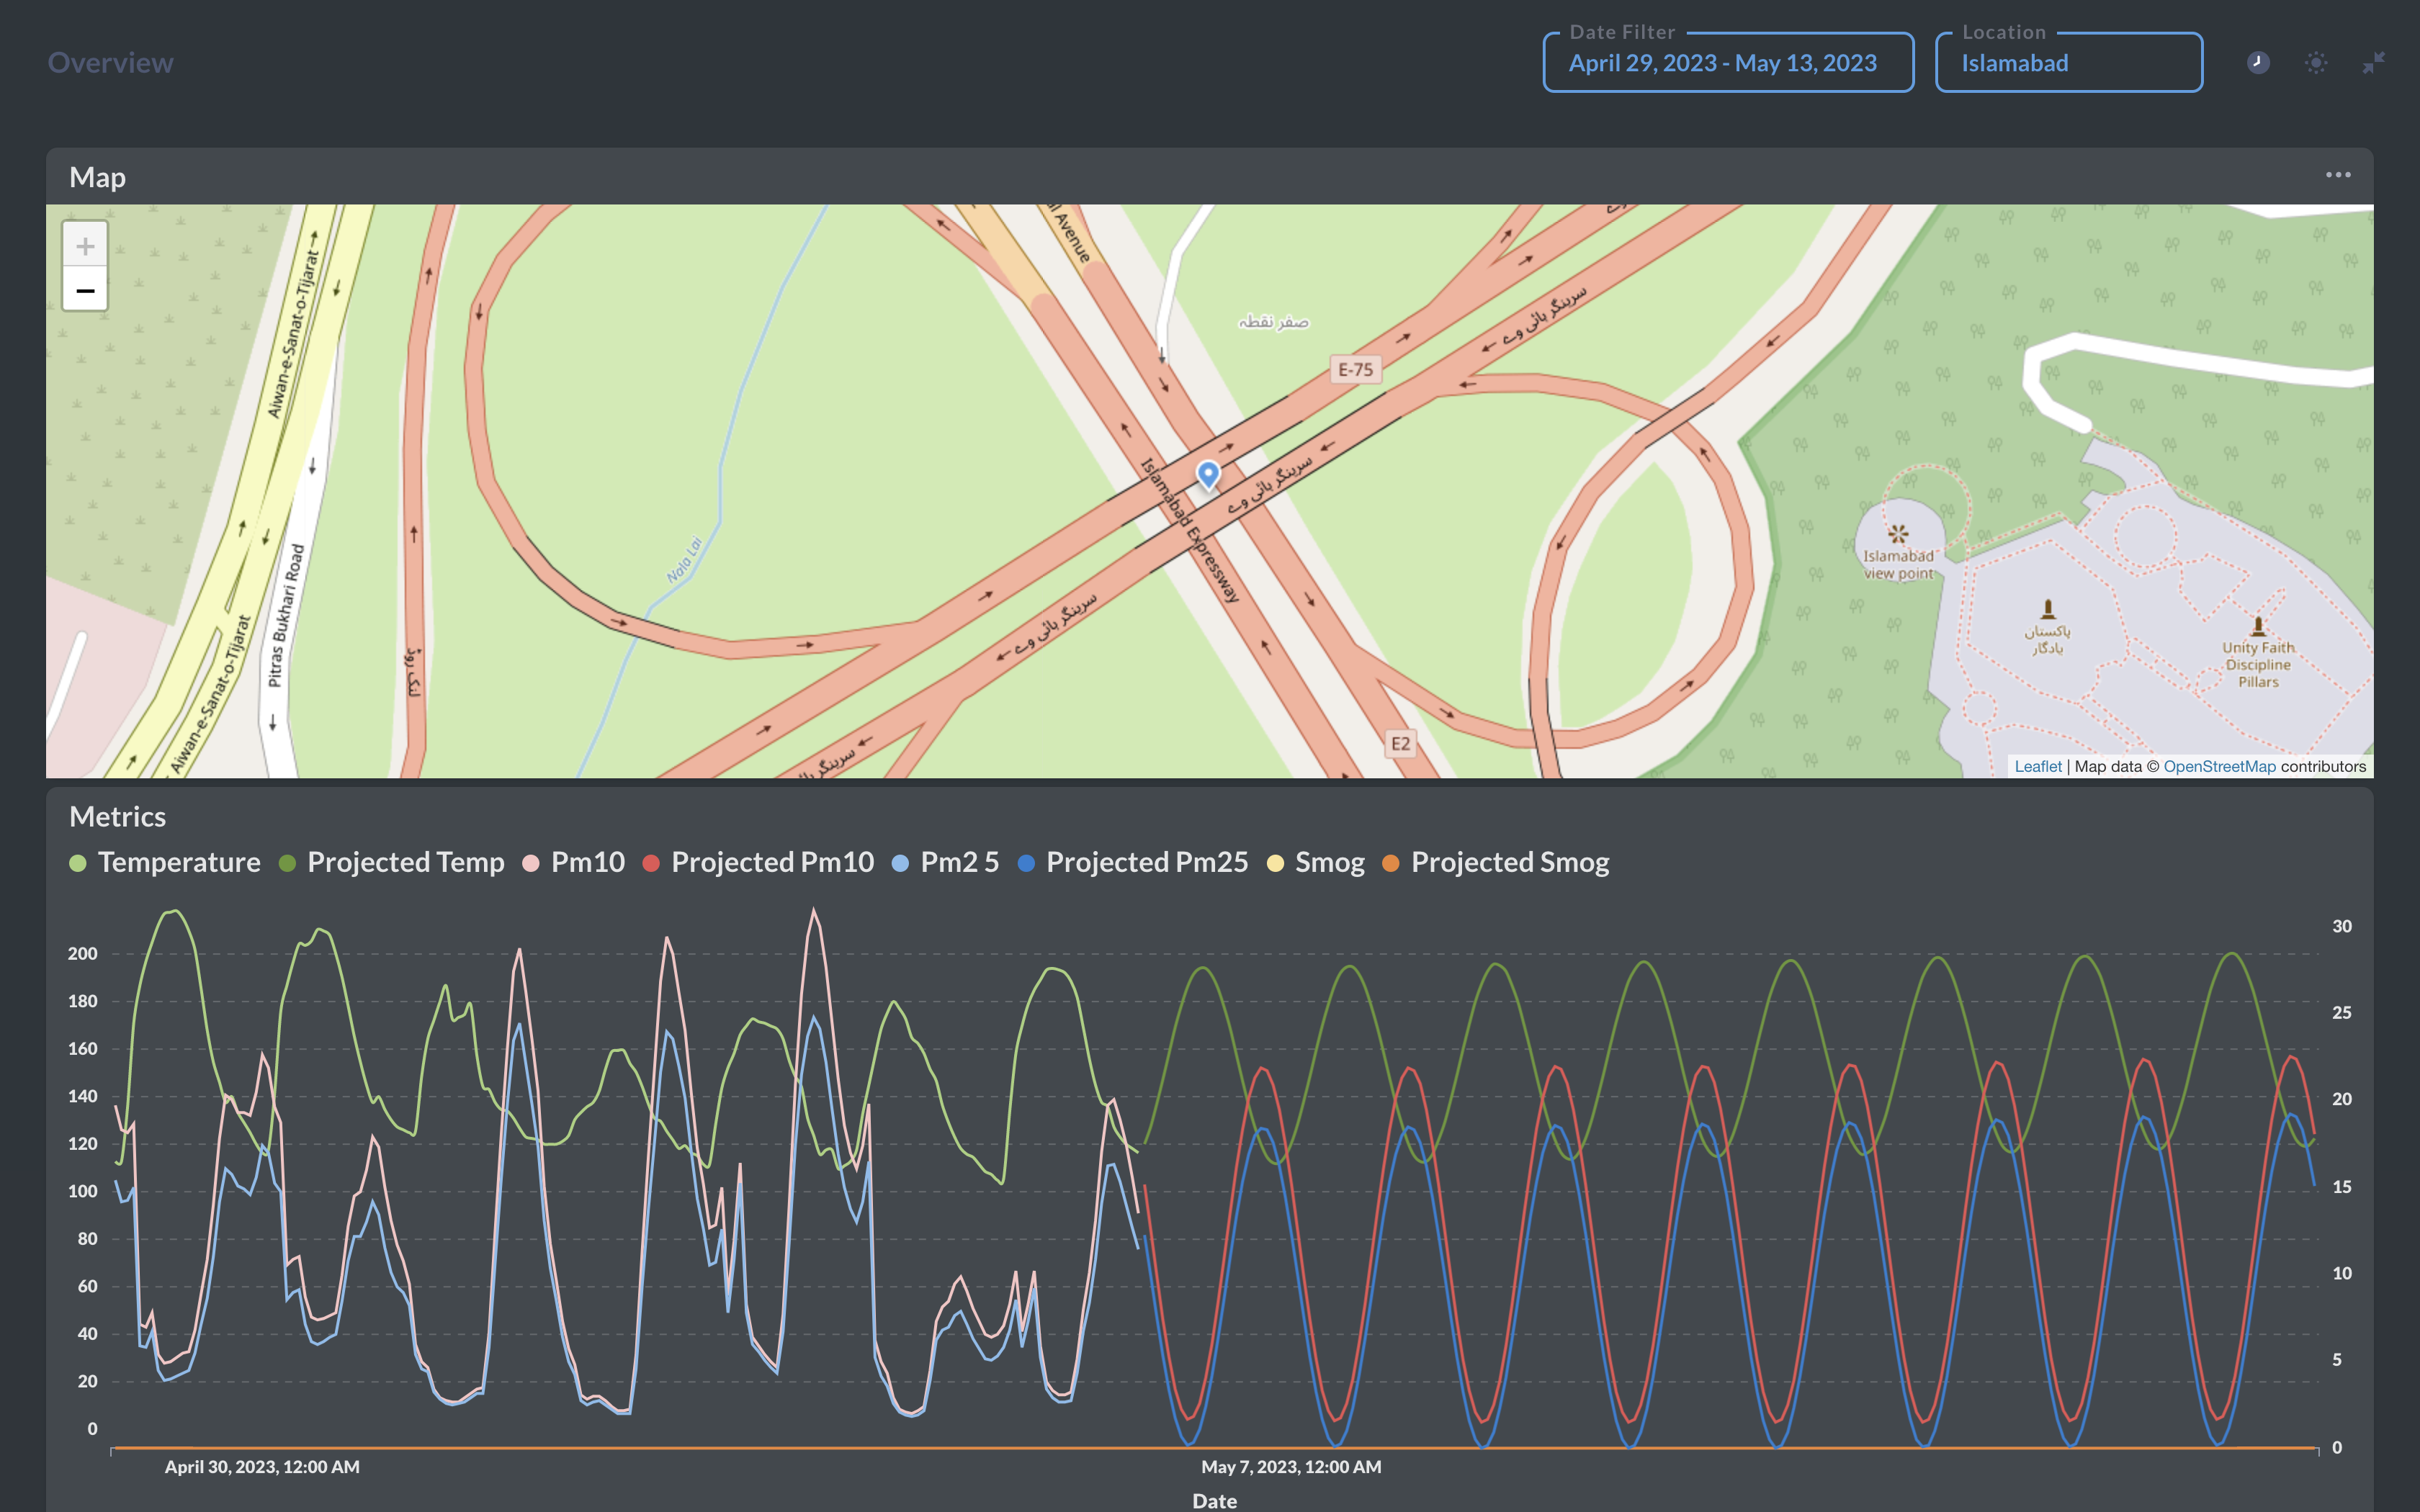 Overview
Date Filter
April 29, 2023 - May 13, 2023
Location
Islamabad
Map
+
−
Aiwan-e-Sanat-o-Tijarat
Aiwan-e-Sanat-o-Tijarat
Pitras Bukhari Road
لنک روڈ
Nala Lai
Avenue
صفر نقطہ
E-75
سرینگر ہائی وے
سرینگر ہائی وے
سرینگر ہائی وے
Islamabad Expressway
E2
Islamabad
view point
پاکستان
یادگار
Unity Faith
Discipline
Pillars
Leaflet | Map data © OpenStreetMap contributors
Metrics
Temperature Projected Temp Pm10 Projected Pm10 Pm2 5 Projected Pm25 Smog Projected Smog
200
180
160
140
120
100
80
60
40
20
0
30
25
20
15
10
5
0
April 30, 2023, 12:00 AM
May 7, 2023, 12:00 AM
Date